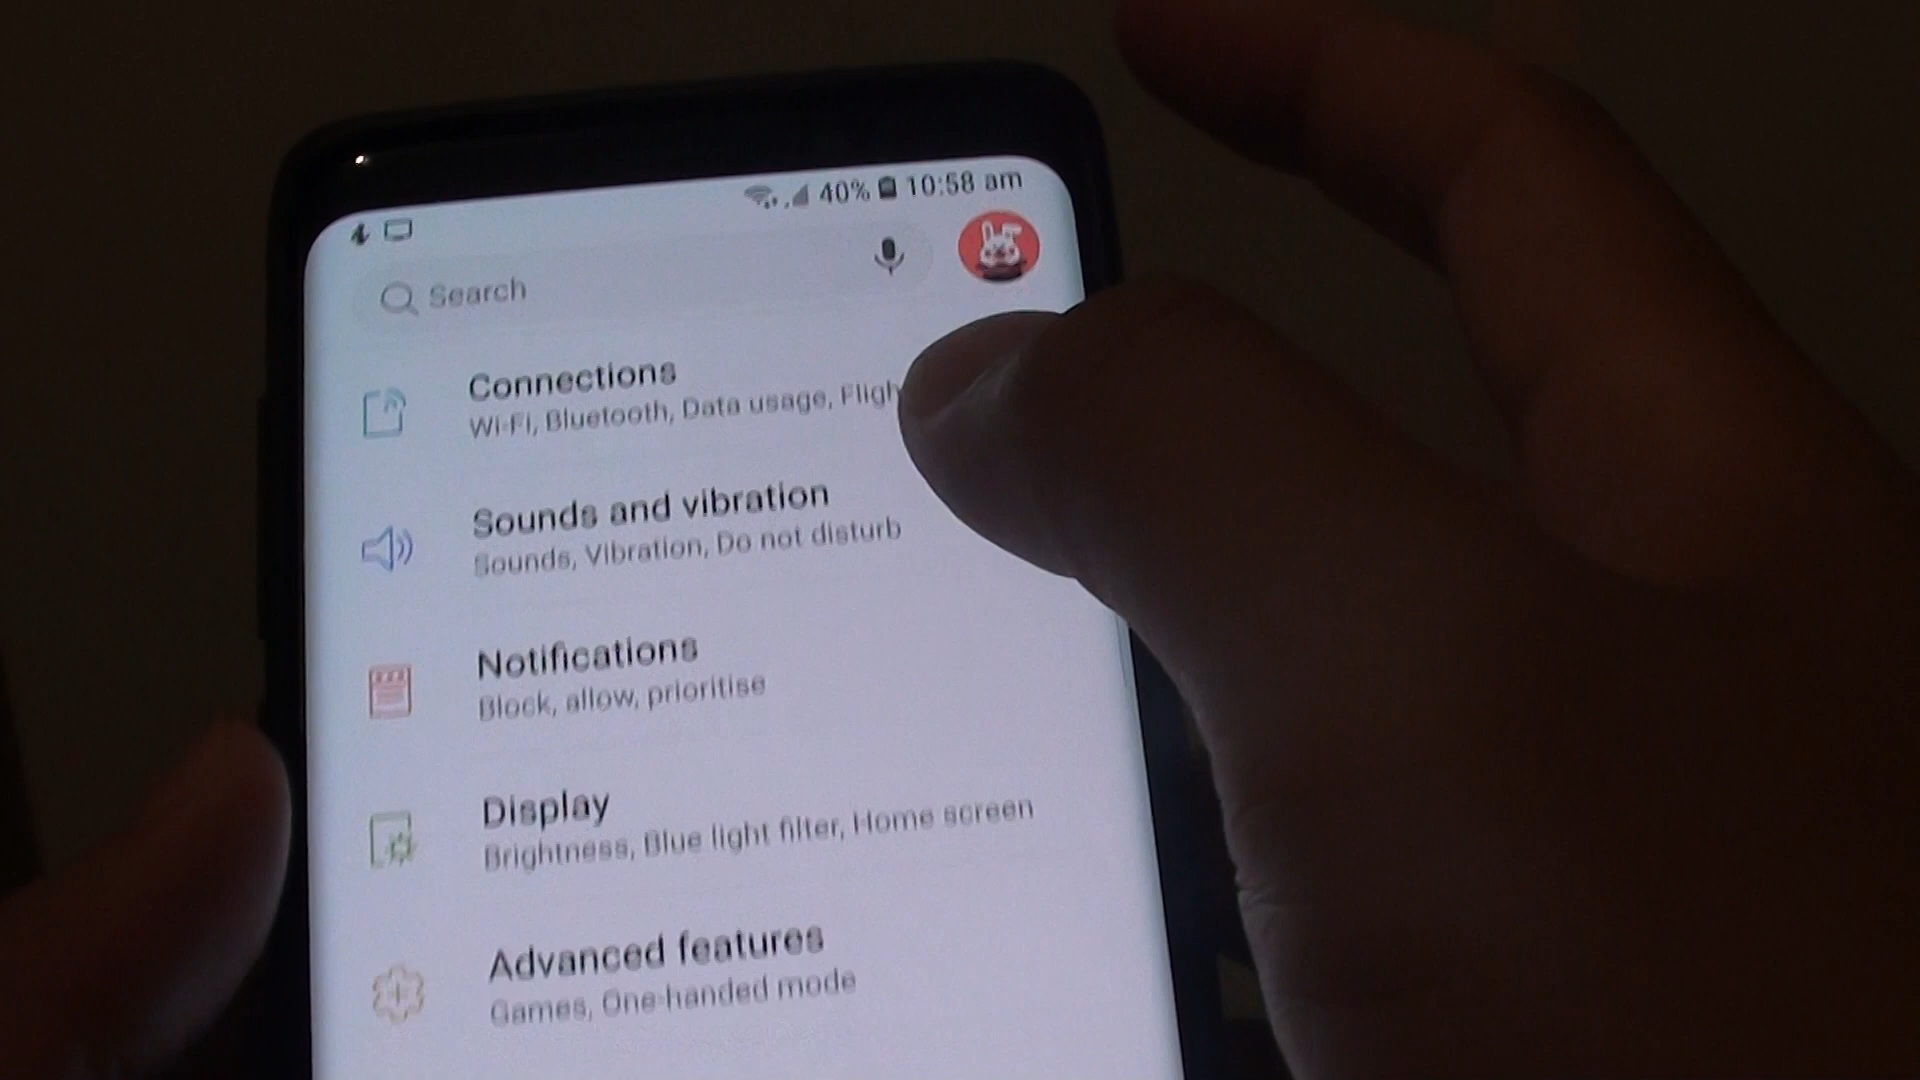 40% 10:58 am
Search
Connections
Wi-Fi, Bluetooth, Data usage, Fligh
Sounds and vibration
Sounds, Vibration, Do not disturb
Notifications
Block, allow, prioritise
Display
Brightness, Blue light filter, Home screen
Advanced features
Games, One-handed mode